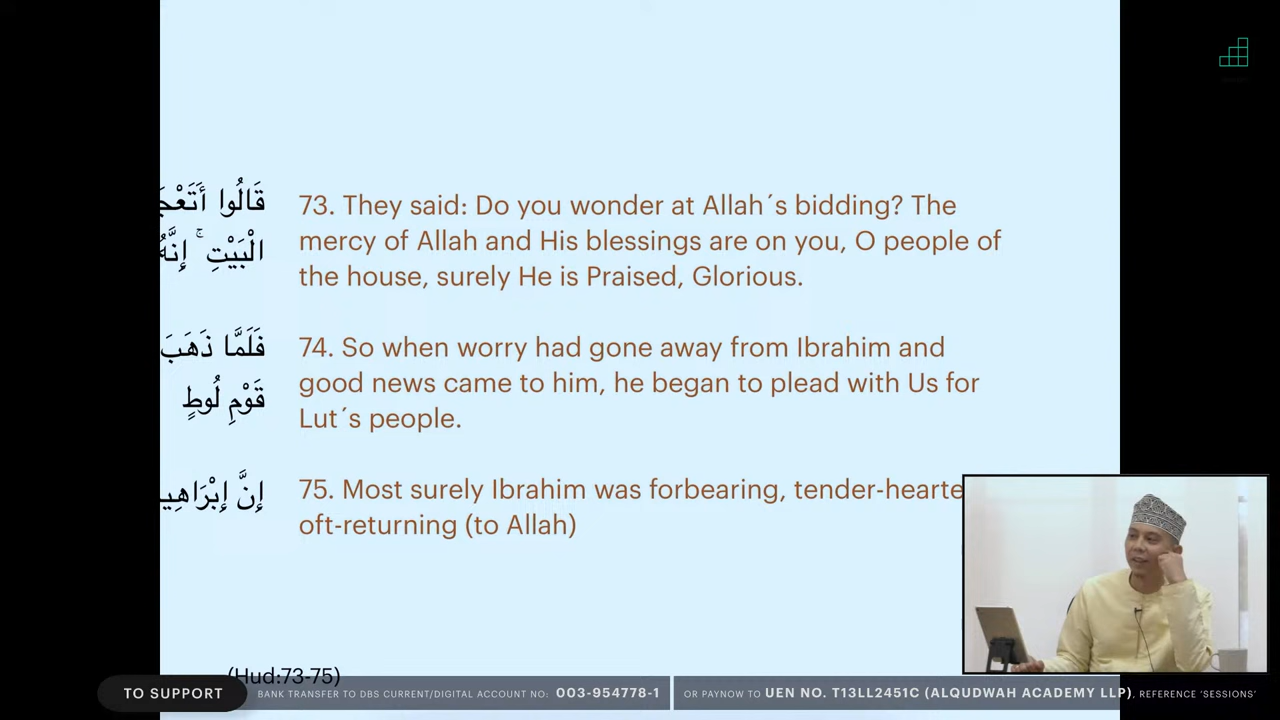 قَالُوا
الْبَيْتِ ۚ
73. They said: Do you wonder at Allah´s bidding? The
mercy of Allah and His blessings are on you, O people of
the house, surely He is Praised, Glorious.
فَلَمَّا ذَهَبَ
قَوْمِ لُوطٍ
74. So when worry had gone away from Ibrahim and
good news came to him, he began to plead with Us for
Lut´s people.
إِنَّ
75. Most surely Ibrahim was forbearing,
oft-returning (to Allah)
(Hud:73-75)
TO SUPPORT
BANK TRANSFER TO DBS CURRENT/DIGITAL ACCOUNT NO: 003-954778-1
OR PAYNOW TO UEN NO. T13LL2451C (ALQUDWAH ACADEMY LLP), REFERENCE 'SESSIONS'